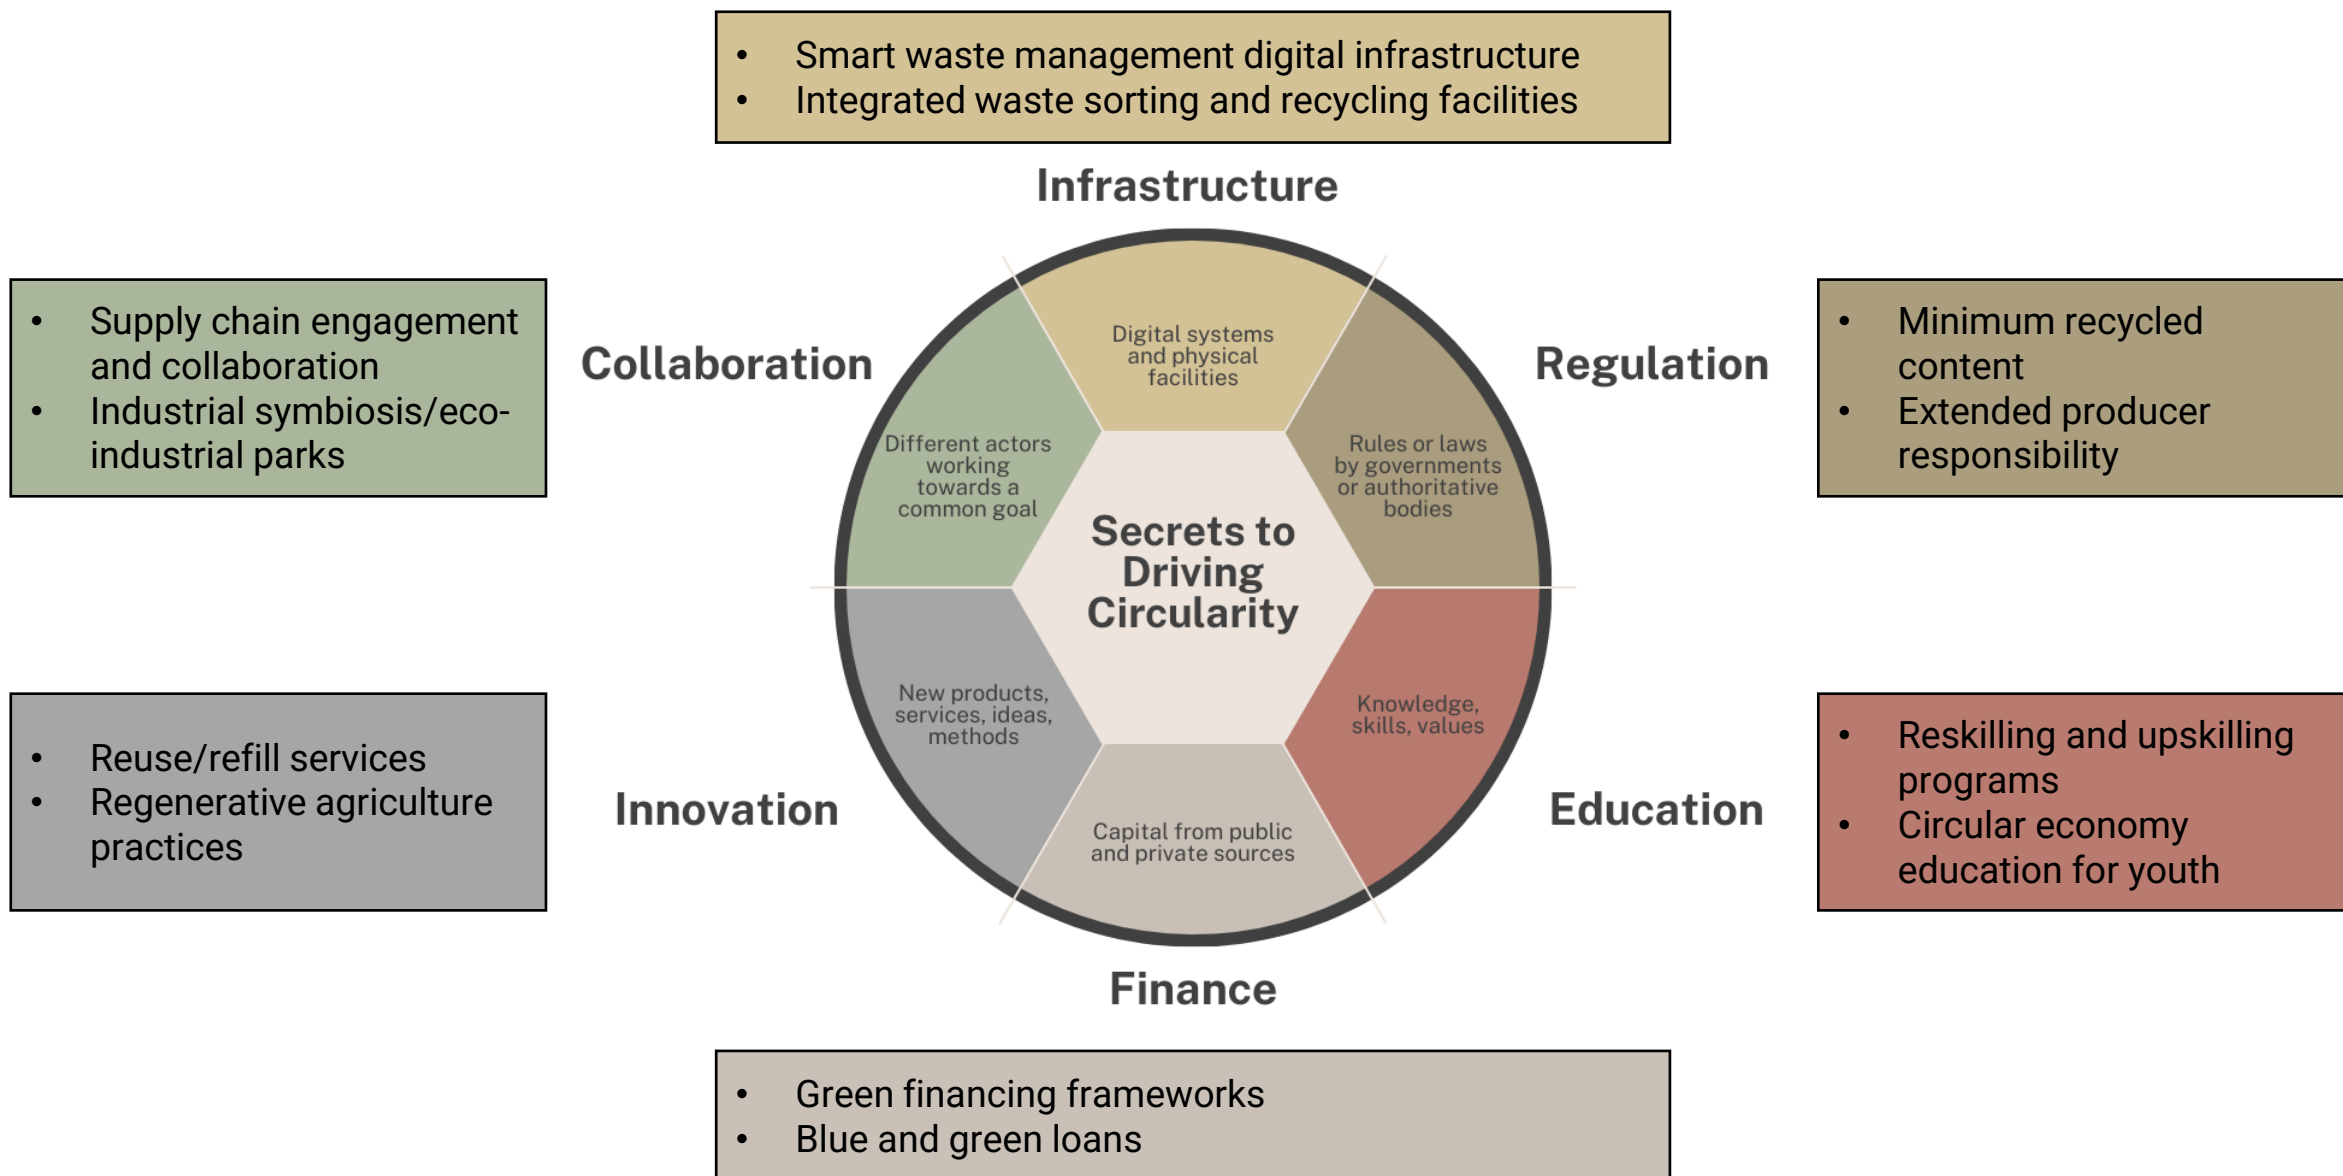 • Smart waste management digital infrastructure
• Integrated waste sorting and recycling facilities
Infrastructure
• Supply chain engagement
and collaboration
• Industrial symbiosis/eco-
industrial parks
Collaboration
Digital systems
and physical
facilities
Regulation
• Minimum recycled
content
• Extended producer
responsibility
Different actors
working
towards a
common goal
Rules or laws
by governments
or authoritative
bodies
Secrets to
Driving
Circularity
• Reuse/refill services
• Regenerative agriculture
practices
Innovation
New products,
services, ideas,
methods
Knowledge,
skills, values
Education
• Reskilling and upskilling
programs
• Circular economy
education for youth
Capital from public
and private sources
Finance
• Green financing frameworks
• Blue and green loans